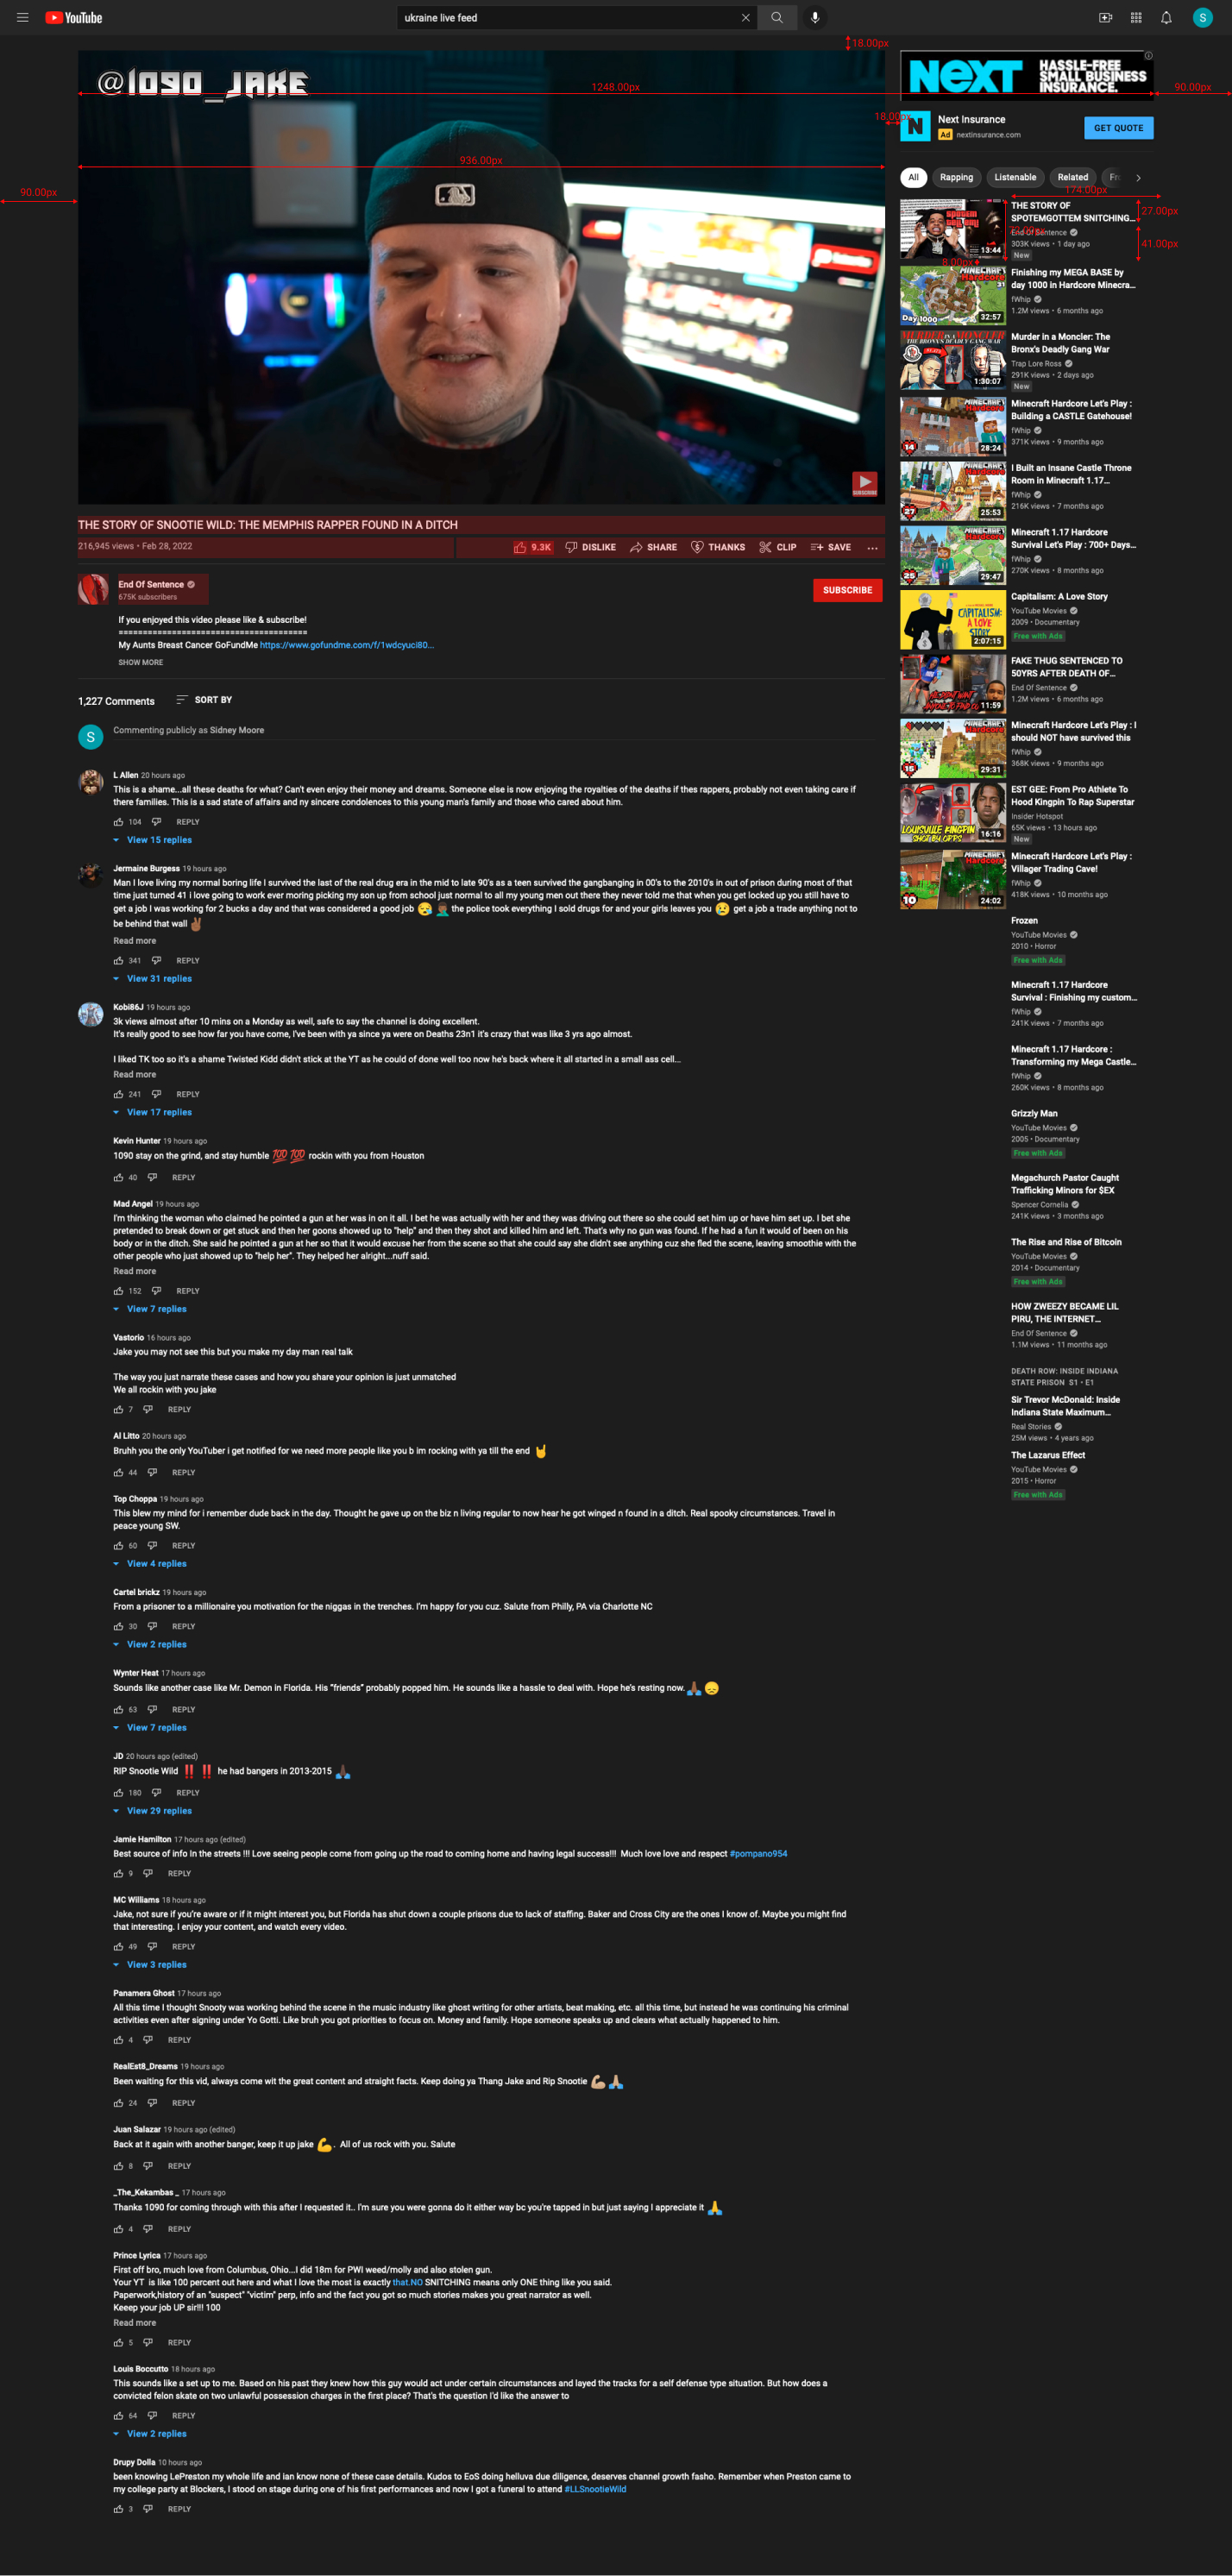 YouTube
ukraine live feed
S
18.00px
@1090_JAKE
1248.00px
90.00px
936.00px
90.00px
SUBSCRIBE
THE STORY OF SNOOTIE WILD: THE MEMPHIS RAPPER FOUND IN A DITCH
216,945 views • Feb 28, 2022
9.3K DISLIKE SHARE THANKS CLIP SAVE ...
End Of Sentence
675K subscribers
SUBSCRIBE
If you enjoyed this video please like & subscribe!
=======================================
My Aunts Breast Cancer GoFundMe https://www.gofundme.com/f/1wdcyuci80...
SHOW MORE
1,227 Comments SORT BY
S
Commenting publicly as Sidney Moore
L Allen 20 hours ago
This is a shame...all these deaths for what? Can't even enjoy their money and dreams. Someone else is now enjoying the royalties of the deaths if thes rappers, probably not even taking care if
there families. This is a sad state of affairs and ny sincere condolences to this young man's family and those who cared about him.
104 REPLY
View 15 replies
Jermaine Burgess 19 hours ago
Man I love living my normal boring life I survived the last of the real drug era in the mid to late 90's as a teen survived the gangbanging in 00's to the 2010's in out of prison during most of that
time just turned 41 i love going to work ever moring picking my son up from school just normal to all my young men out there they never told me that when you get locked up you still have to
get a job I was working for 2 bucks a day and that was considered a good job 😪 🤦🏾‍♂️ the police took everything I sold drugs for and your girls leaves you 😢 get a job a trade anything not to
be behind that wall ✌🏾
Read more
341 REPLY
View 31 replies
Kobi86J 19 hours ago
3k views almost after 10 mins on a Monday as well, safe to say the channel is doing excellent.
It's really good to see how far you have come, I've been with ya since ya were on Deaths 23n1 it's crazy that was like 3 yrs ago almost.
I liked TK too so it's a shame Twisted Kidd didn't stick at the YT as he could of done well too now he's back where it all started in a small ass cell...
Read more
241 REPLY
View 17 replies
Kevin Hunter 19 hours ago
1090 stay on the grind, and stay humble 💯 💯 rockin with you from Houston
40 REPLY
Mad Angel 19 hours ago
I'm thinking the woman who claimed he pointed a gun at her was in on it all. I bet he was actually with her and they was driving out there so she could set him up or have him set up. I bet she
pretended to break down or get stuck and then her goons showed up to "help" and then they shot and killed him and left. That's why no gun was found. If he had a fun it would of been on his
body or in the ditch. She said he pointed a gun at her so that it would excuse her from the scene so that she could say she didn't see anything cuz she fled the scene, leaving smoothie with the
other people who just showed up to "help her". They helped her alright...ruff said.
Read more
152 REPLY
View 7 replies
Vastorio 16 hours ago
Jake you may not see this but you make my day man real talk
The way you just narrate these cases and how you share your opinion is just unmatched
We all rockin with you jake
7 REPLY
Al Litto 20 hours ago
Bruhh you the only YouTuber i get notified for we need more people like you b im rocking with ya till the end 🤘
44 REPLY
Top Choppa 19 hours ago
This blew my mind for i remember dude back in the day. Thought he gave up on the biz n living regular to now hear he got winged n found in a ditch. Real spooky circumstances. Travel in
peace young SW.
60 REPLY
View 4 replies
Cartel brickz 19 hours ago
From a prisoner to a millionaire you motivation for the niggas in the trenches. I'm happy for you cuz. Salute from Philly, PA via Charlotte NC
30 REPLY
View 2 replies
Wynter Heat 17 hours ago
Sounds like another case like Mr. Demon in Florida. His "friends" probably popped him. He sounds like a hassle to deal with. Hope he's resting now. 🙏🏾 😞
63 REPLY
View 7 replies
JD 20 hours ago (edited)
RIP Snootie Wild ‼️ ‼️ he had bangers in 2013-2015 🙏🏾
180 REPLY
View 29 replies
Jamie Hamilton 17 hours ago (edited)
Best source of info In the streets !!! Love seeing people come from going up the road to coming home and having legal success!!! Much love love and respect #pompano954
9 REPLY
MC Williams 18 hours ago
Jake, not sure if you're aware or if it might interest you, but Florida has shut down a couple prisons due to lack of staffing. Baker and Cross City are the ones I know of. Maybe you might find
that interesting. I enjoy your content, and watch every video.
49 REPLY
View 3 replies
Panamera Ghost 17 hours ago
All this time I thought Snooty was working behind the scene in the music industry like ghost writing for other artists, beat making, etc. all this time, but instead he was continuing his criminal
activities even after signing under Yo Gotti. Like bruh you got priorities to focus on. Money and family. Hope someone speaks up and clears what actually happened to him.
4 REPLY
RealEst8_Dreams 19 hours ago
Been waiting for this vid, always come wit the great content and straight facts. Keep doing ya Thang Jake and Rip Snootie 💪🏼 🙏🏼
24 REPLY
Juan Salazar 19 hours ago (edited)
Back at it again with another banger, keep it up jake 💪. All of us rock with you. Salute
8 REPLY
_The_Kekambas _ 17 hours ago
Thanks 1090 for coming through with this after I requested it.. I'm sure you were gonna do it either way bc you're tapped in but just saying I appreciate it 🙏
4 REPLY
Prince Lyrica 17 hours ago
First off bro, much love from Columbus, Ohio...I did 18m for PWI weed/molly and also stolen gun.
Your YT is like 100 percent out here and what I love the most is exactly that.NO SNITCHING means only ONE thing like you said.
Paperwork,history of an "suspect" "victim" perp, info and the fact you got so much stories makes you great narrator as well.
Keeep your job UP sir!!! 100
Read more
5 REPLY
Louis Boccutto 18 hours ago
This sounds like a set up to me. Based on his past they knew how this guy would act under certain circumstances and layed the tracks for a self defense type situation. But how does a
convicted felon skate on two unlawful possession charges in the first place? That's the question I'd like the answer to
64 REPLY
View 2 replies
Drupy Dolla 10 hours ago
been knowing LePreston my whole life and ian know none of these case details. Kudos to EoS doing helluva due diligence, deserves channel growth fasho. Remember when Preston came to
my college party at Blockers, I stood on stage during one of his first performances and now I got a funeral to attend #LLSnootieWild
3 REPLY
NEXT
HASSLE-FREE
SMALL BUSINESS
INSURANCE.
18.00px
N
Next Insurance
Ad nextinsurance.com
GET QUOTE
All Rapping Listenable Related
174.00px
THE STORY OF
SPOTEMGOTTEM SNITCHING...
End Of Sentence
303K views • 1 day ago
New
13:44
27.00px
41.00px
8.00px
Finishing my MEGA BASE by
day 1000 in Hardcore Minecra...
fWhip
1.2M views • 6 months ago
MINECRAFT
Hardcore
Day 1000
32:57
Murder in a Moncler: The
Bronx's Deadly Gang War
Trap Lore Ross
291K views • 2 days ago
New
MURDER IN A MONCLER
1:30:07
Minecraft Hardcore Let's Play :
Building a CASTLE Gatehouse!
fWhip
371K views • 9 months ago
MINECRAFT
Hardcore
14
28:24
I Built an Insane Castle Throne
Room in Minecraft 1.17...
fWhip
216K views • 7 months ago
MINECRAFT
Hardcore
27
25:53
Minecraft 1.17 Hardcore
Survival Let's Play : 700+ Days...
fWhip
270K views • 8 months ago
MINECRAFT
Hardcore
25
29:47
Capitalism: A Love Story
YouTube Movies
2009 • Documentary
Free with Ads
CAPITALISM:
A LOVE
STORY
2:07:15
FAKE THUG SENTENCED TO
50YRS AFTER DEATH OF...
End Of Sentence
1.2M views • 6 months ago
11:59
Minecraft Hardcore Let's Play : I
should NOT have survived this
fWhip
368K views • 9 months ago
MINECRAFT
Hardcore
15
29:31
EST GEE: From Pro Athlete To
Hood Kingpin To Rap Superstar
Insider Hotspot
65K views • 13 hours ago
New
LOUISVILLE KINGPIN
SHOT BY OPPS
16:16
Minecraft Hardcore Let's Play :
Villager Trading Cave!
fWhip
418K views • 10 months ago
MINECRAFT
Hardcore
10
24:02
Frozen
YouTube Movies
2010 • Horror
Free with Ads
Minecraft 1.17 Hardcore
Survival : Finishing my custom...
fWhip
241K views • 7 months ago
Minecraft 1.17 Hardcore :
Transforming my Mega Castle...
fWhip
260K views • 8 months ago
Grizzly Man
YouTube Movies
2005 • Documentary
Free with Ads
Megachurch Pastor Caught
Trafficking Minors for $EX
Spencer Cornelia
241K views • 3 months ago
The Rise and Rise of Bitcoin
YouTube Movies
2014 • Documentary
Free with Ads
HOW ZWEEZY BECAME LIL
PIRU, THE INTERNET...
End Of Sentence
1.1M views • 11 months ago
DEATH ROW: INSIDE INDIANA
STATE PRISON S1 • E1
Sir Trevor McDonald: Inside
Indiana State Maximum...
Real Stories
25M views • 4 years ago
The Lazarus Effect
YouTube Movies
2015 • Horror
Free with Ads